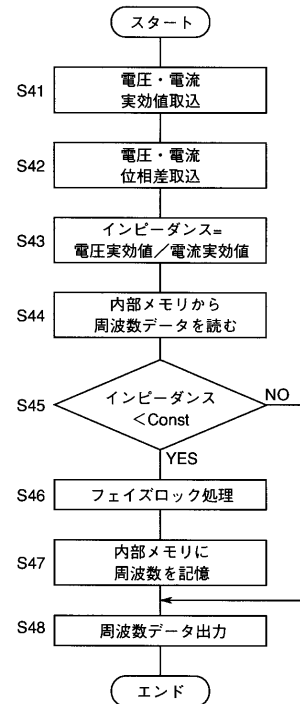 スタート
S41
電圧・電流
実効値取込
S42
電圧・電流
位相差取込
S43
インピーダンス=
電圧実効値／電流実効値
S44
内部メモリから
周波数データを読む
S45
インピーダンス
＜Const
NO
YES
S46
フェイズロック処理
S47
内部メモリに
周波数を記憶
S48
周波数データ出力
エンド